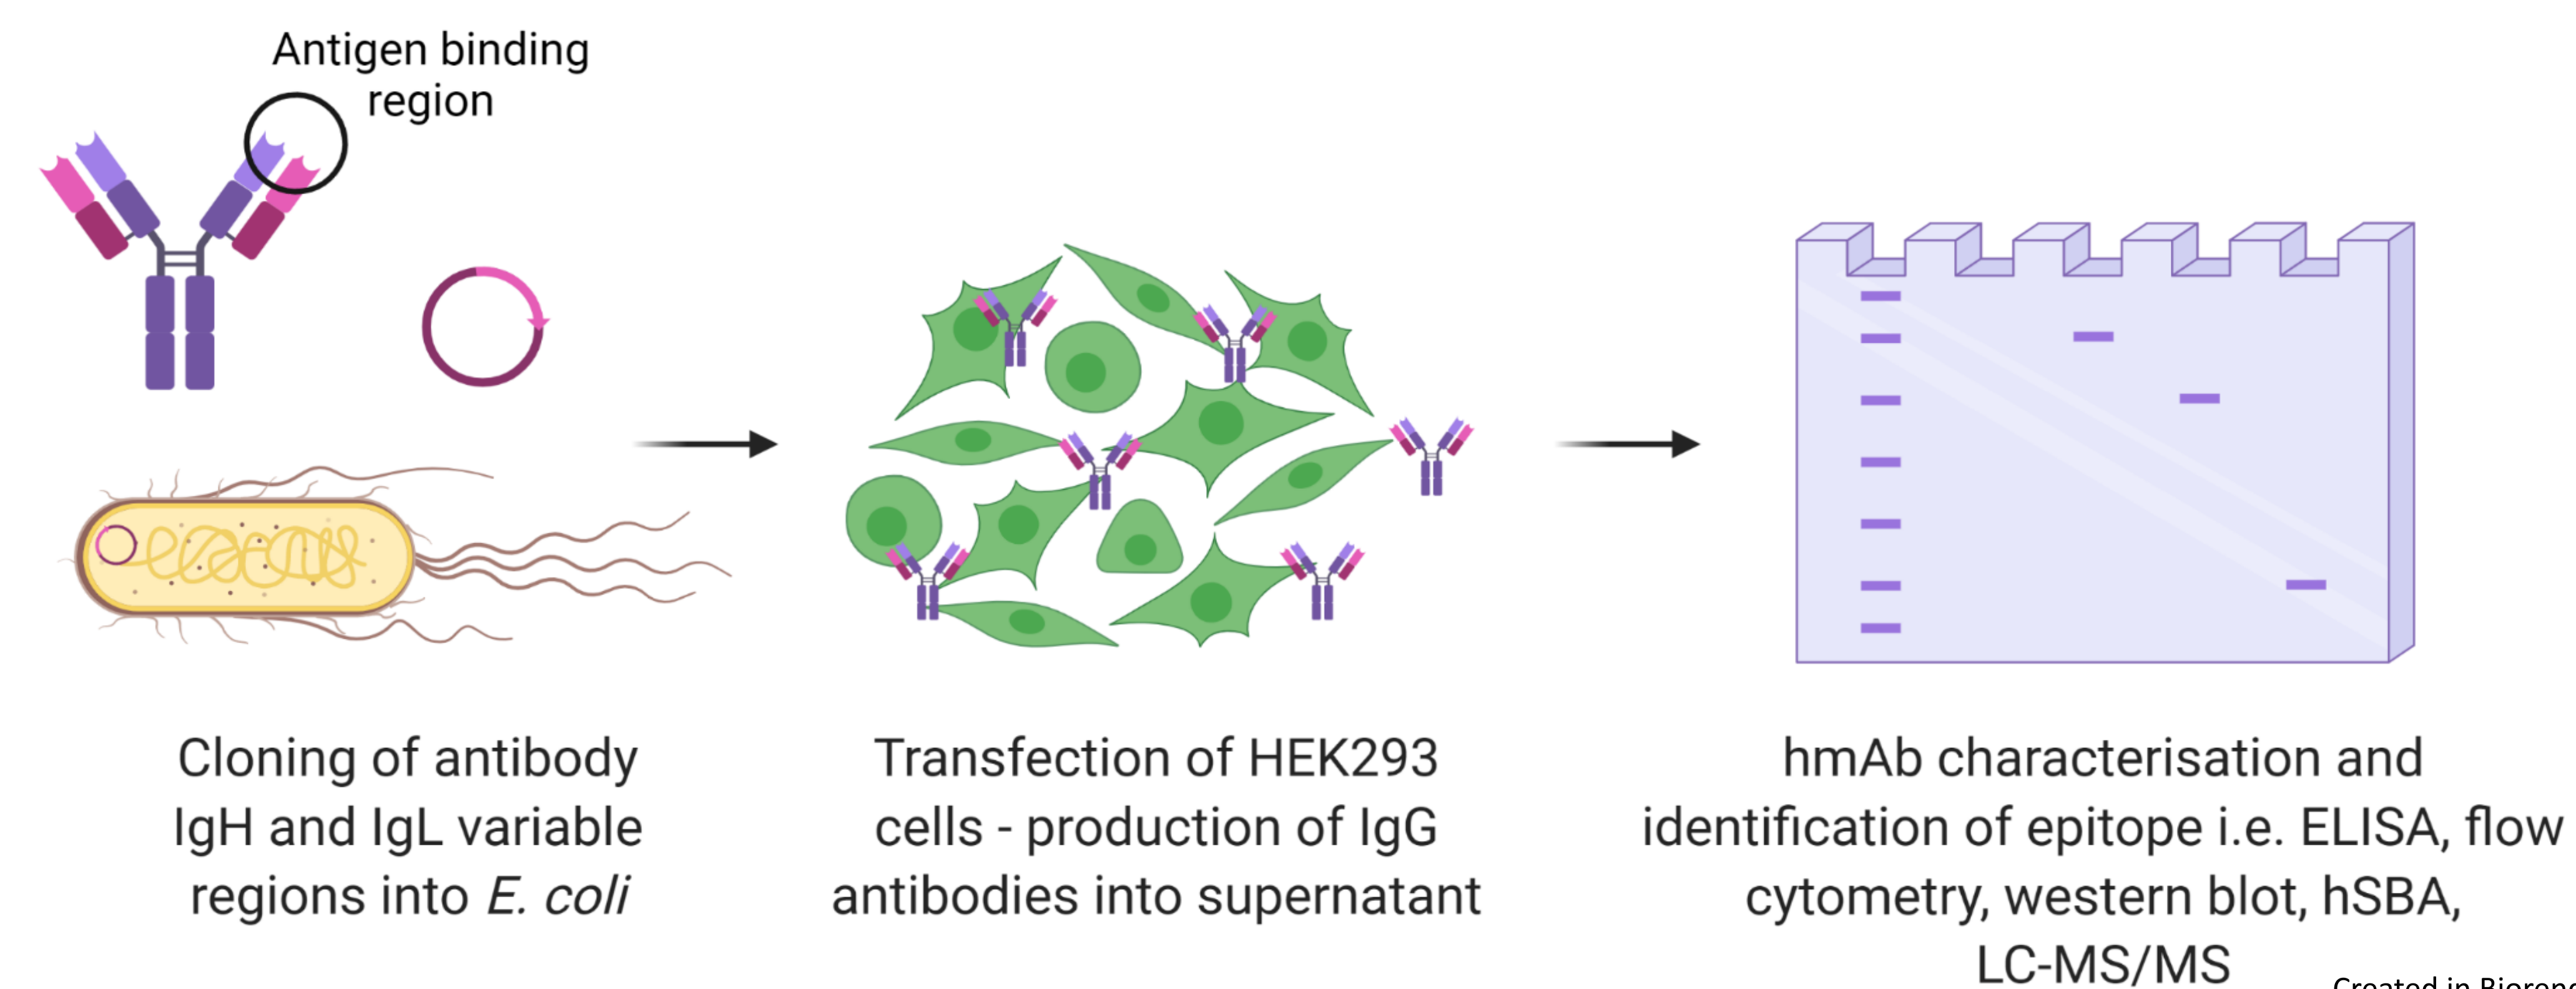 Antigen binding
region
Cloning of antibody
IgH and IgL variable
regions into E. coli
Transfection of HEK293
cells - production of IgG
antibodies into supernatant
hmAb characterisation and
identification of epitope i.e. ELISA, flow
cytometry, western blot, hSBA,
LC-MS/MS
Created in